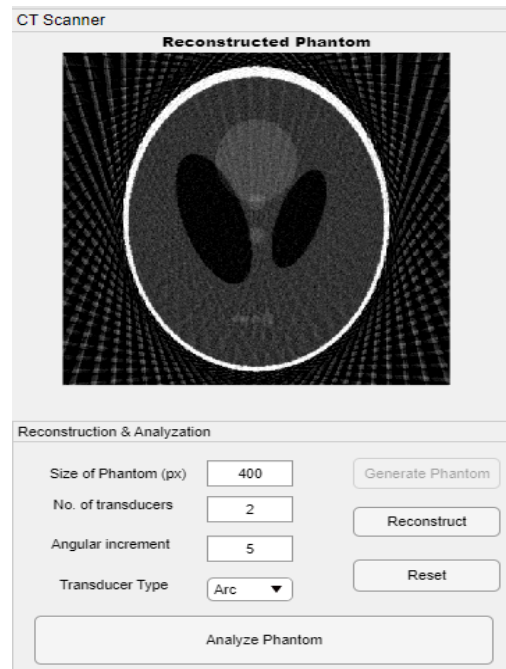 CT Scanner
Reconstructed Phantom
Reconstruction & Analyzation
Size of Phantom (px) 400 Generate Phantom
No. of transducers 2
Reconstruct
Angular increment 5
Reset
Transducer Type Arc
Analyze Phantom